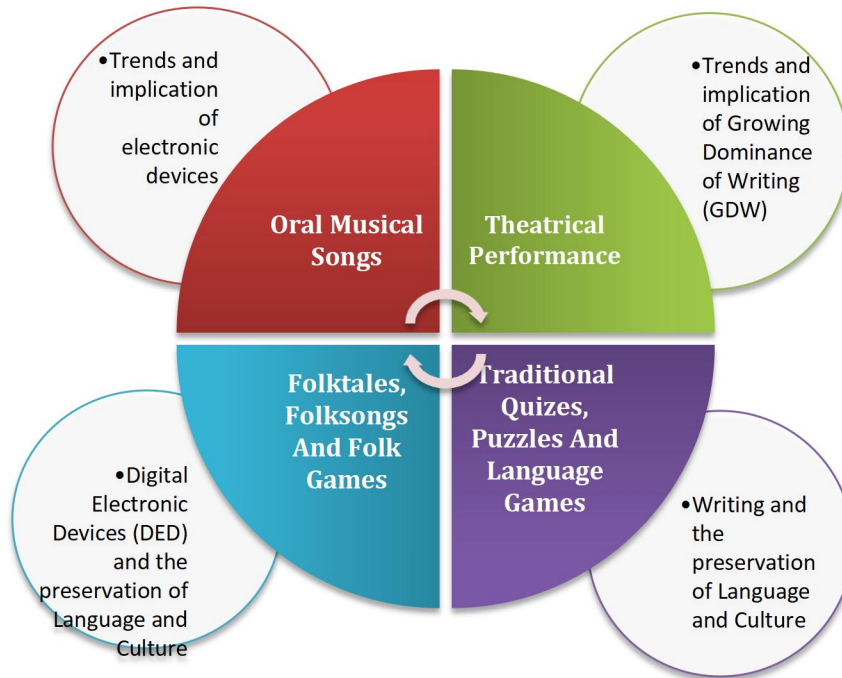 •Trends and
implication
of
electronic
devices
Oral Musical
Songs
Theatrical
Performance
•Trends and
implication
of Growing
Dominance
of Writing
(GDW)
•Digital
Electronic
Devices (DED)
and the
preservation of
Language and
Culture
Folktales,
Folksongs
And Folk
Games
Traditional
Quizes,
Puzzles And
Language
Games
•Writing and
the
preservation
of Language
and Culture